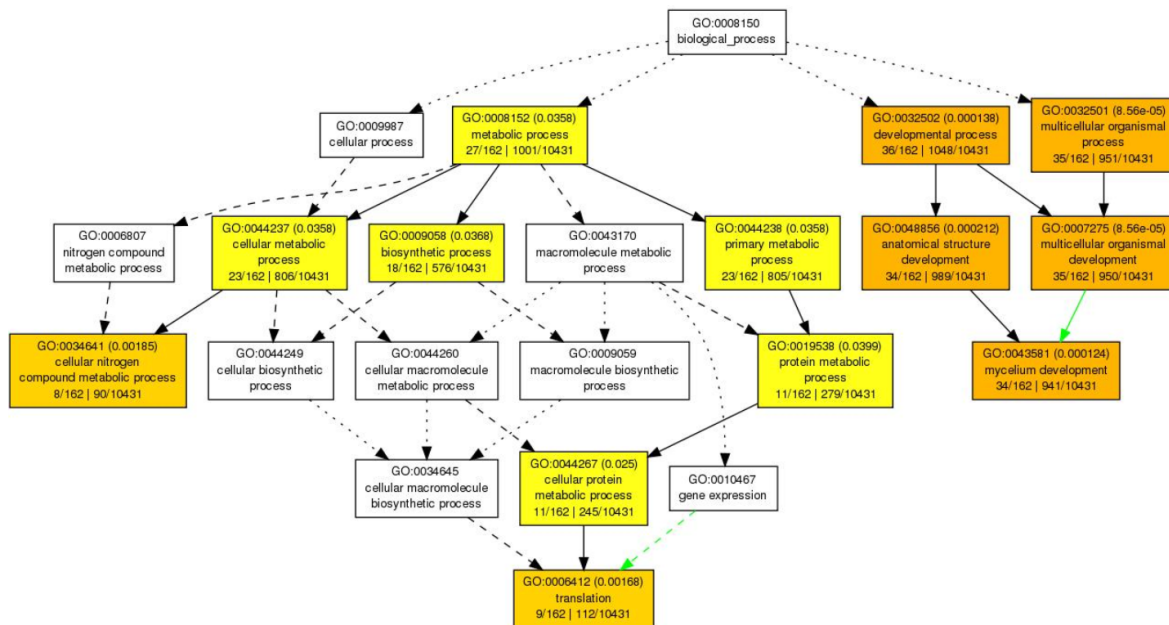 GO:0008150
biological_process
GO:0009987
cellular process
GO:0008152 (0.0358)
metabolic process
27/162 | 1001/10431
GO:0032502 (0.000138)
developmental process
36/162 | 1048/10431
GO:0032501 (8.56e-05)
multicellular organismal
process
35/162 | 951/10431
GO:0006807
nitrogen compound
metabolic process
GO:0044237 (0.0358)
cellular metabolic
process
23/162 | 806/10431
GO:0009058 (0.0368)
biosynthetic process
18/162 | 576/10431
GO:0043170
macromolecule metabolic
process
GO:0044238 (0.0358)
primary metabolic
process
23/162 | 805/10431
GO:0048856 (0.000212)
anatomical structure
development
34/162 | 989/10431
GO:0007275 (8.56e-05)
multicellular organismal
development
35/162 | 950/10431
GO:0034641 (0.00185)
cellular nitrogen
compound metabolic process
8/162 | 90/10431
GO:0044249
cellular biosynthetic
process
GO:0044260
cellular macromolecule
metabolic process
GO:0009059
macromolecule biosynthetic
process
GO:0019538 (0.0399)
protein metabolic
process
11/162 | 279/10431
GO:0043581 (0.000124)
mycelium development
34/162 | 941/10431
GO:0034645
cellular macromolecule
biosynthetic process
GO:0044267 (0.025)
cellular protein
metabolic process
11/162 | 245/10431
GO:0010467
gene expression
GO:0006412 (0.00168)
translation
9/162 | 112/10431